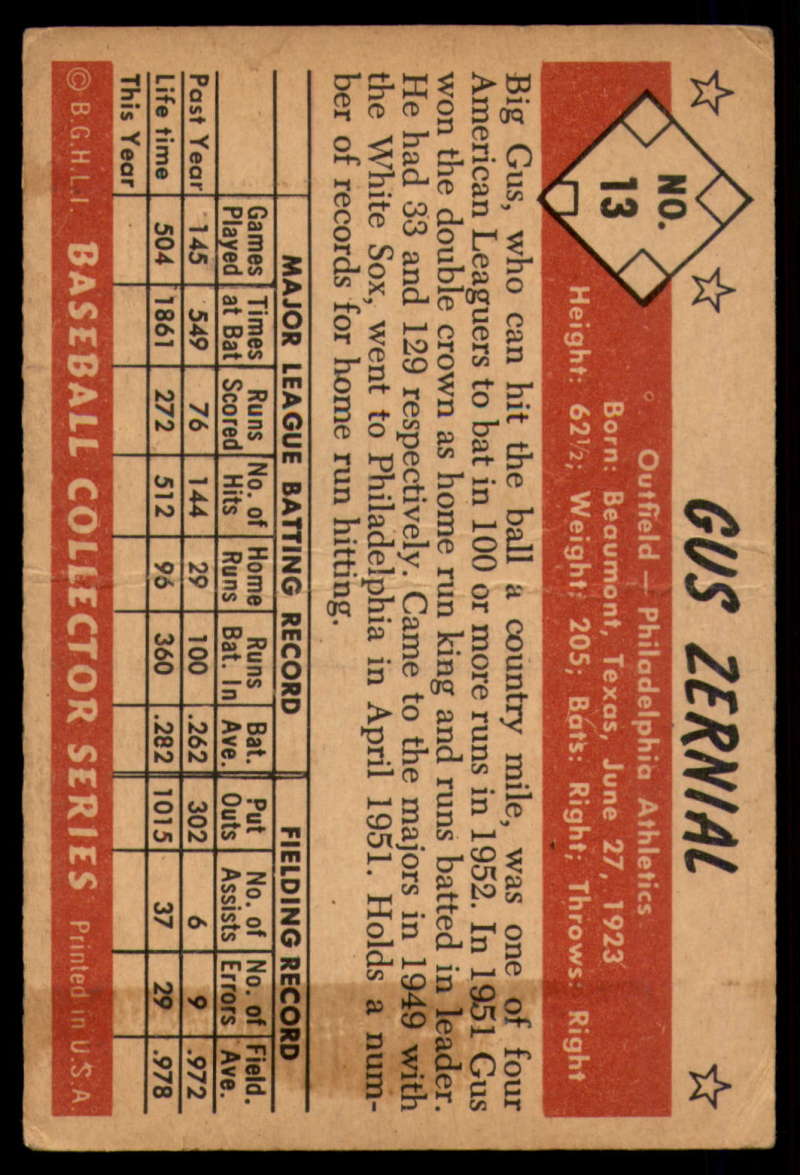 GUS ZERNIAL
NO.
13
Outfield — Philadelphia Athletics
Born: Beaumont, Texas, June 27, 1923
Height: 62½; Weight: 205; Bats: Right; Throws: Right
Big Gus, who can hit the ball a country mile, was one of four
American Leaguers to bat in 100 or more runs in 1952. In 1951 Gus
won the double crown as home run king and runs batted in leader.
He had 33 and 129 respectively. Came to the majors in 1949 with
the White Sox, went to Philadelphia in April 1951. Holds a num-
ber of records for home run hitting.
MAJOR LEAGUE BATTING RECORD FIELDING RECORD
Games Times Runs No. of Home Runs Bat. Put No. of No. of Field.
Played at Bat Scored Hits Runs Bat. In Ave. Outs Assists Errors Ave.
Past Year 145 549 76 144 29 100 .262 302 6 9 .972
Life time 504 1861 272 512 96 360 .282 1015 37 29 .978
This Year
© B.G.H.L.I. BASEBALL COLLECTOR SERIES Printed in U.S.A.